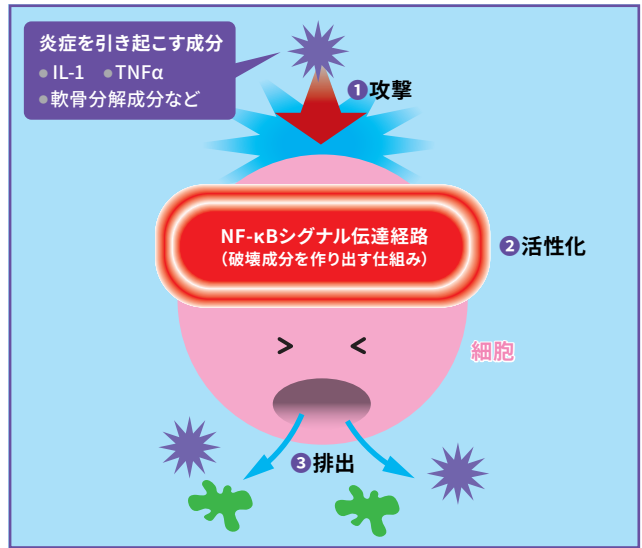 炎症を引き起こす成分
● IL-1 ● TNFα
● 軟骨分解成分など
❶攻撃
NF-κBシグナル伝達経路
(破壊成分を作り出す仕組み)
❷活性化
細胞
❸排出